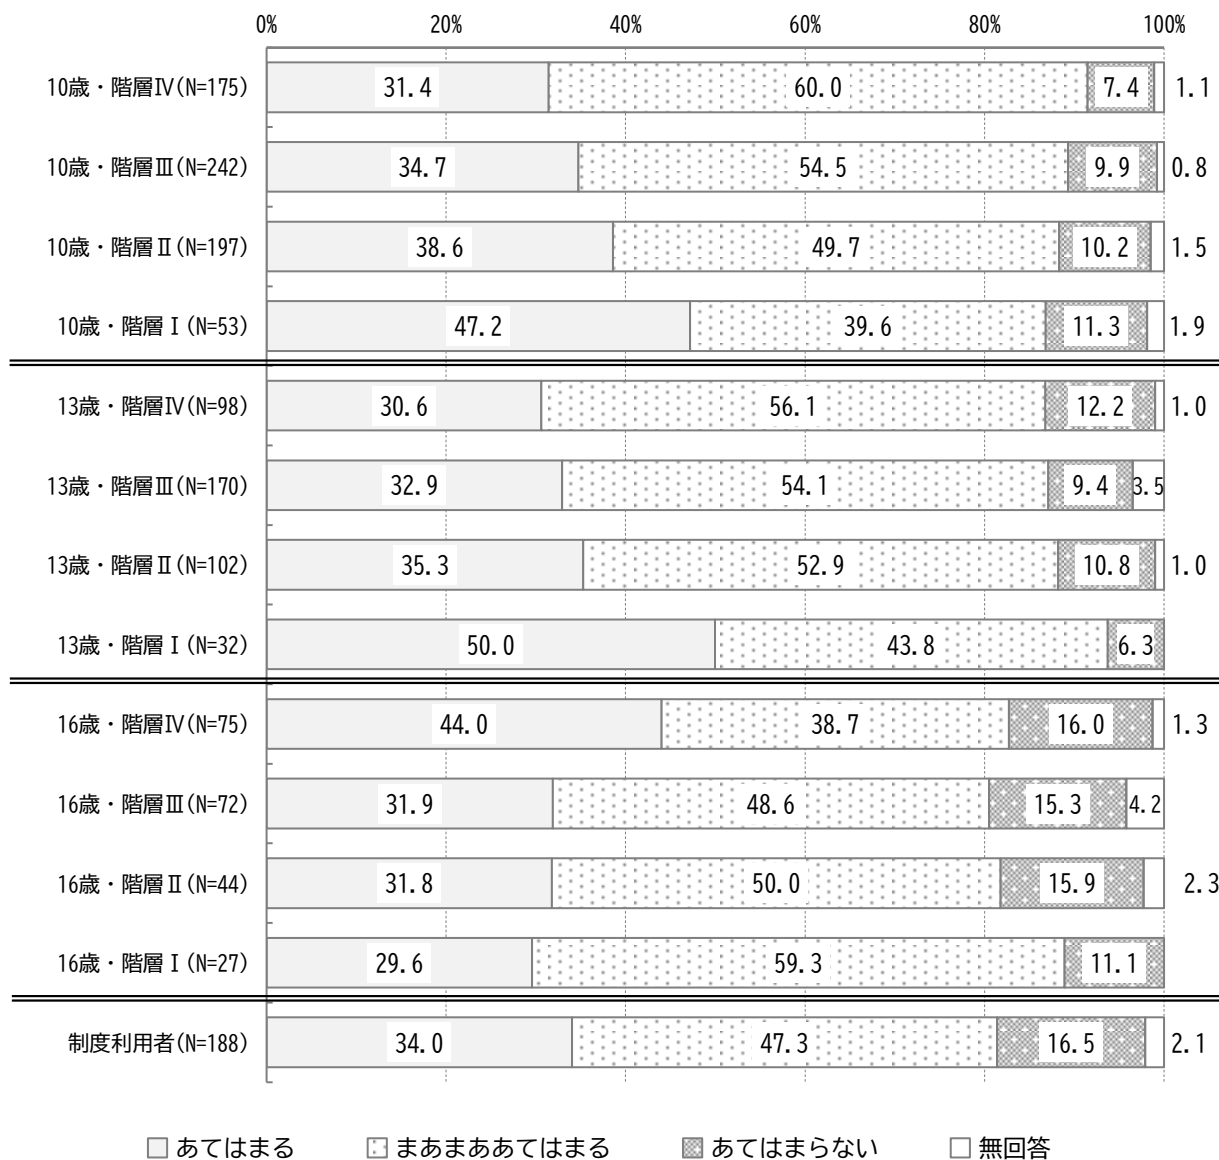 0% 20% 40% 60% 80% 100%
10歳・階層Ⅳ(N=175) 31.4 60.0 7.4 1.1
10歳・階層Ⅲ(N=242) 34.7 54.5 9.9 0.8
10歳・階層Ⅱ(N=197) 38.6 49.7 10.2 1.5
10歳・階層Ⅰ(N=53) 47.2 39.6 11.3 1.9
13歳・階層Ⅳ(N=98) 30.6 56.1 12.2 1.0
13歳・階層Ⅲ(N=170) 32.9 54.1 9.4 3.5
13歳・階層Ⅱ(N=102) 35.3 52.9 10.8 1.0
13歳・階層Ⅰ(N=32) 50.0 43.8 6.3
16歳・階層Ⅳ(N=75) 44.0 38.7 16.0 1.3
16歳・階層Ⅲ(N=72) 31.9 48.6 15.3 4.2
16歳・階層Ⅱ(N=44) 31.8 50.0 15.9 2.3
16歳・階層Ⅰ(N=27) 29.6 59.3 11.1
制度利用者(N=188) 34.0 47.3 16.5 2.1
あてはまる まあまああてはまる あてはまらない 無回答